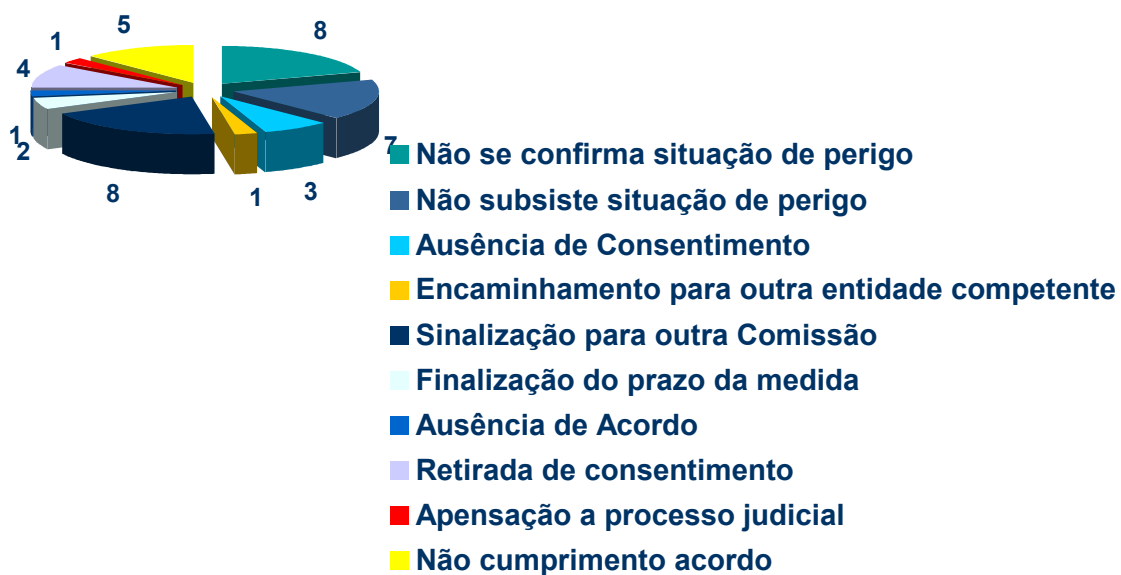 5
8
1
4
1
2
7
8
1
3
Não se confirma situação de perigo
Não subsiste situação de perigo
Ausência de Consentimento
Encaminhamento para outra entidade competente
Sinalização para outra Comissão
Finalização do prazo da medida
Ausência de Acordo
Retirada de consentimento
Apensação a processo judicial
Não cumprimento acordo